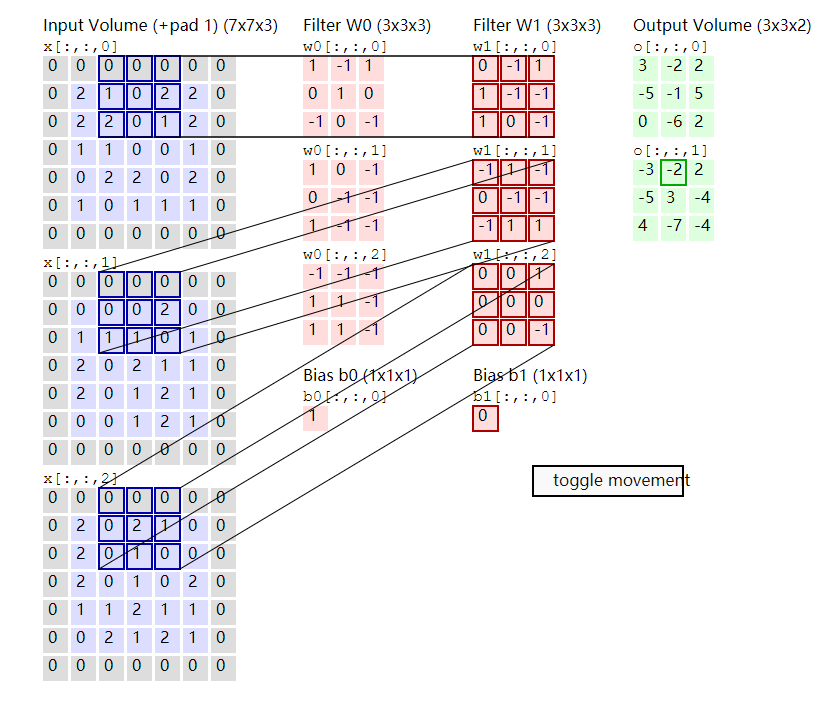 Input Volume (+pad 1) (7x7x3)
x[:,:,0]
0 0 0 0 0 0 0
0 2 1 0 2 2 0
0 2 2 0 1 2 0
0 1 1 0 0 1 0
0 0 2 2 0 2 0
0 1 0 1 1 1 0
0 0 0 0 0 0 0
x[:,:,1]
0 0 0 0 0 0 0
0 0 0 0 2 0 0
0 1 1 1 0 1 0
0 2 0 2 1 1 0
0 2 0 1 2 1 0
0 0 0 1 2 1 0
0 0 0 0 0 0 0
x[:,:,2]
0 0 0 0 0 0 0
0 2 0 2 1 0 0
0 2 0 1 0 0 0
0 2 0 1 0 2 0
0 1 1 2 1 1 0
0 0 2 1 2 1 0
0 0 0 0 0 0 0
Filter W0 (3x3x3)
w0[:,:,0]
1 -1 1
0 1 0
-1 0 -1
w0[:,:,1]
1 0 -1
0 -1 -1
1 -1 -1
w0[:,:,2]
-1 -1 -1
1 1 -1
1 1 -1
Bias b0 (1x1x1)
b0[:,:,0]
1
Filter W1 (3x3x3)
w1[:,:,0]
0 -1 1
1 -1 -1
1 0 -1
w1[:,:,1]
-1 1 -1
0 -1 -1
-1 1 1
w1[:,:,2]
0 0 1
0 0 0
0 0 -1
Bias b1 (1x1x1)
b1[:,:,0]
0
Output Volume (3x3x2)
o[:,:,0]
3 -2 2
-5 -1 5
0 -6 2
o[:,:,1]
-3 -2 2
-5 3 -4
4 -7 -4
toggle movement